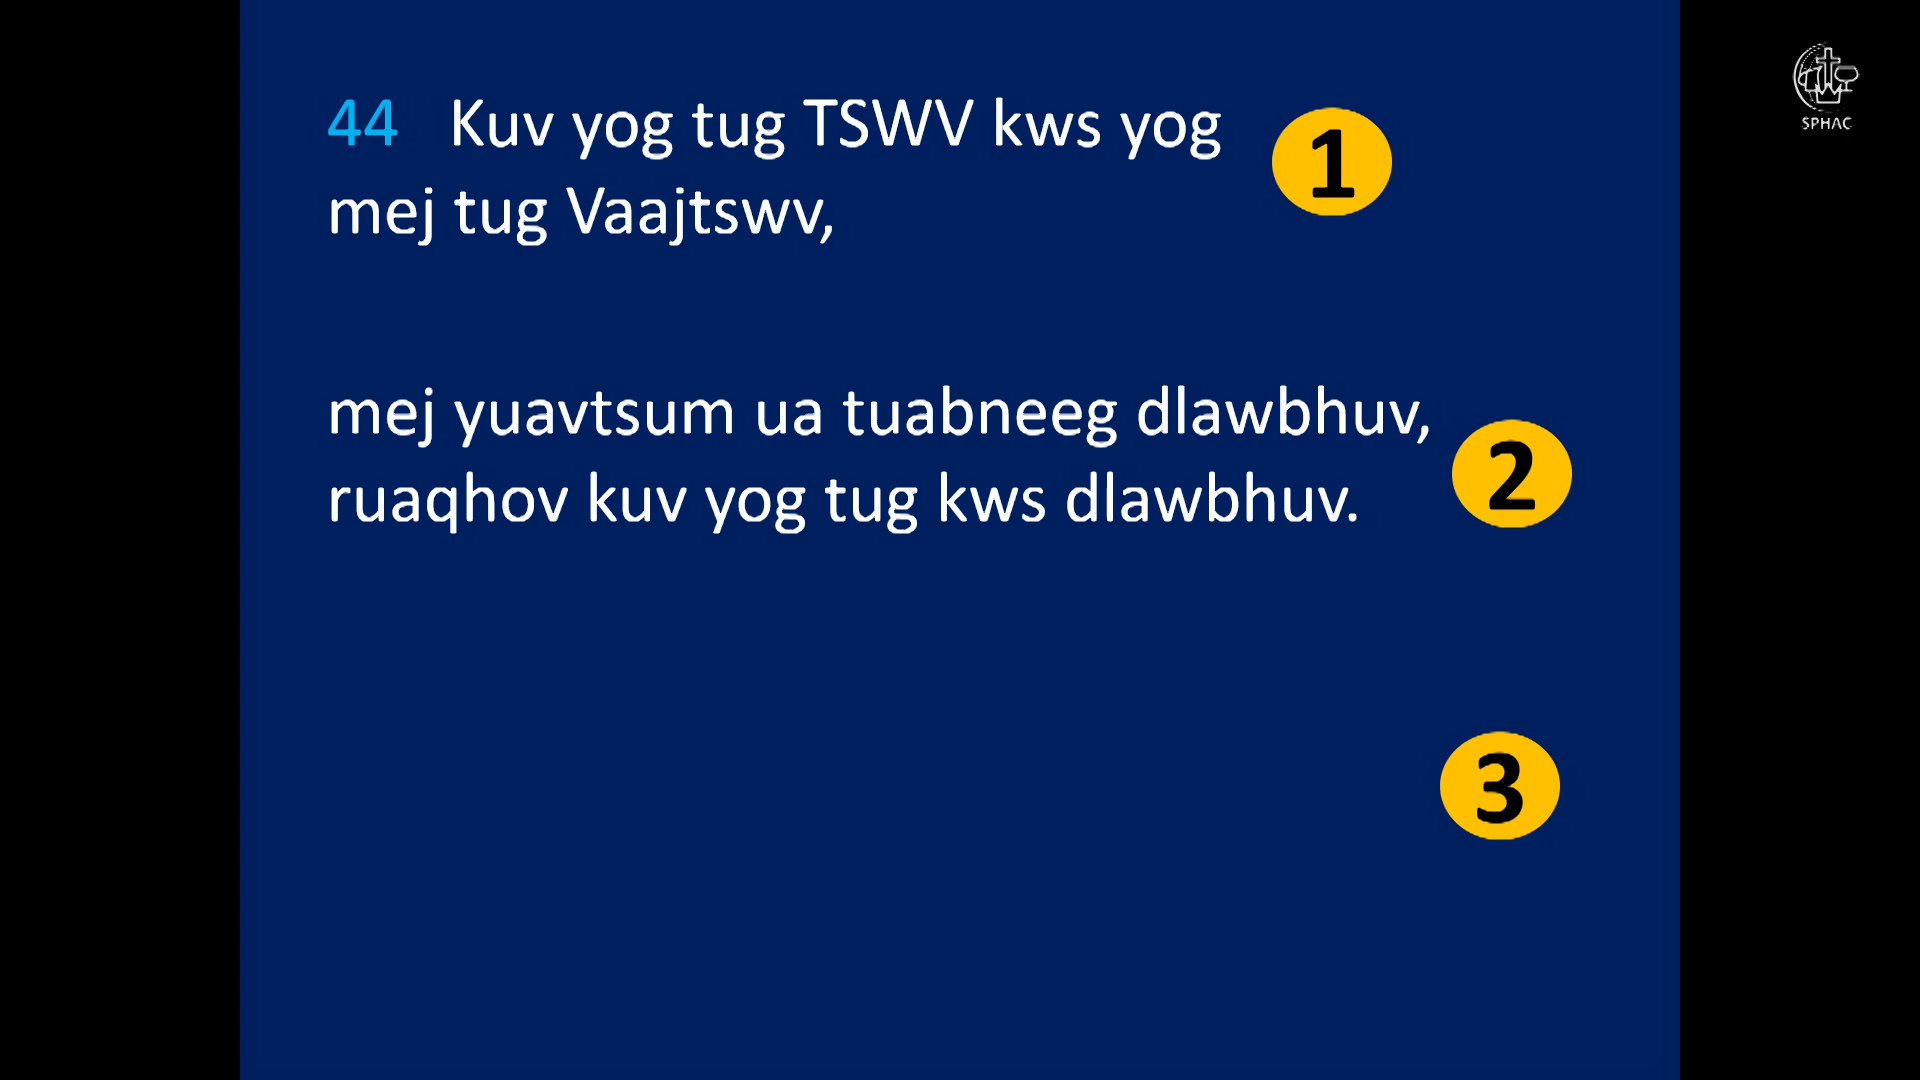 44 Kuv yog tug TSWV kws yog
mej tug Vaajtswv,
1
mej yuavtsum ua tuabneeg dlawbhuv,
ruaqhov kuv yog tug kws dlawbhuv.
2
3
SPHAC